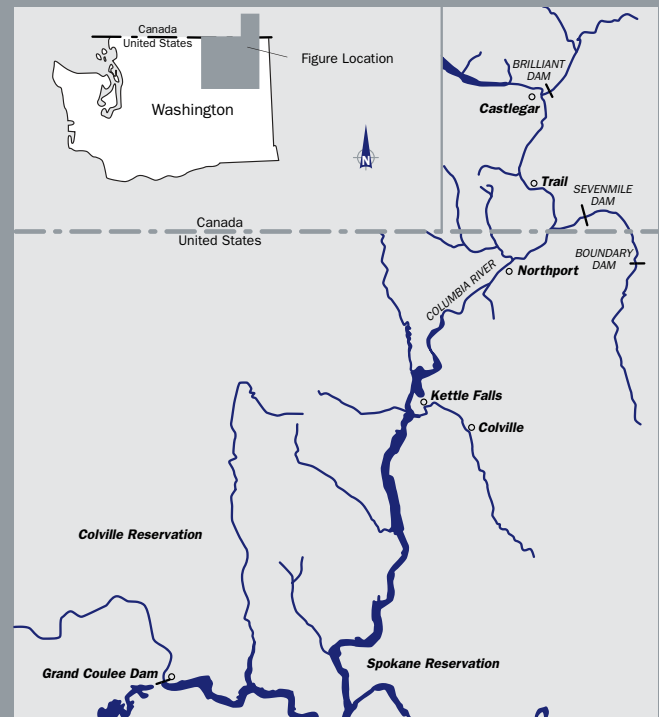 Canada
United States
Figure Location
Washington
N
BRILLIANT
DAM
Castlegar
Trail
SEVENMILE
DAM
Canada
United States
BOUNDARY
DAM
Northport
COLUMBIA RIVER
Kettle Falls
Colville
Colville Reservation
Spokane Reservation
Grand Coulee Dam